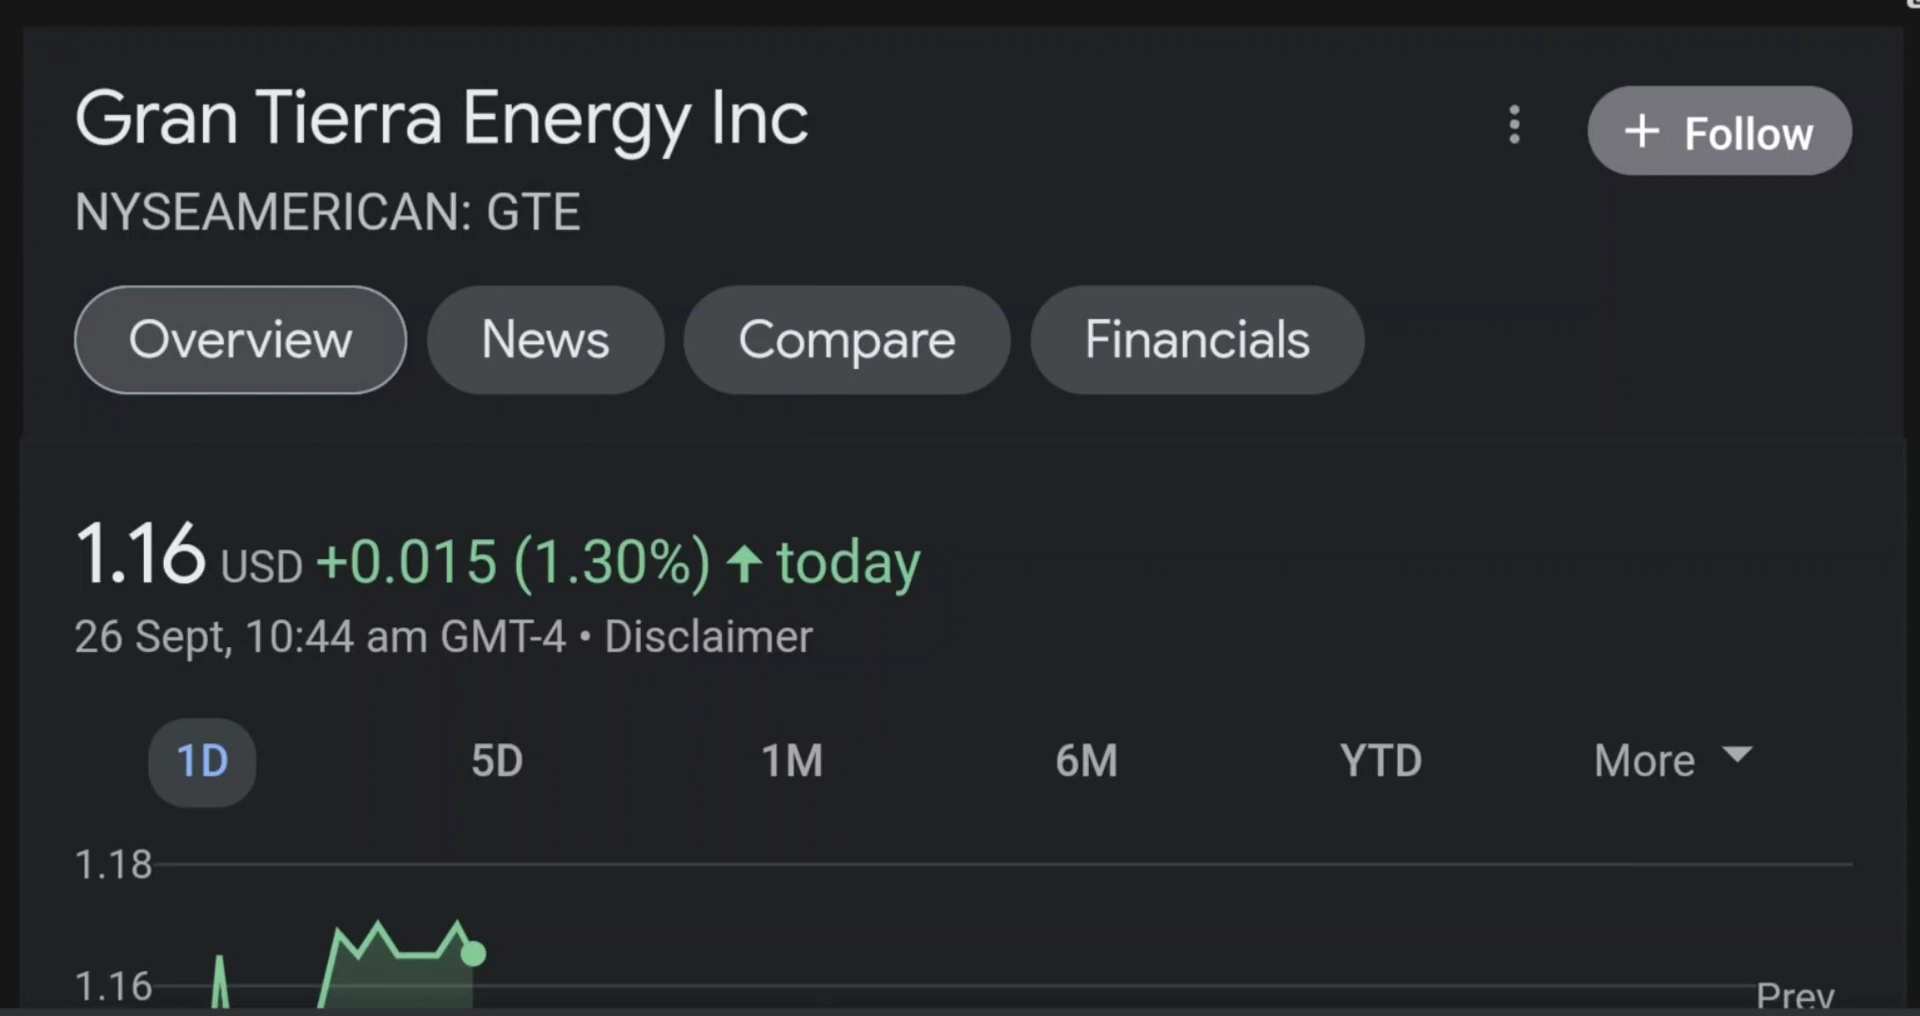 Gran Tierra Energy Inc
+ Follow
NYSEAMERICAN: GTE
Overview News Compare Financials
1.16 USD +0.015 (1.30%) ↑ today
26 Sept, 10:44 am GMT-4 • Disclaimer
1D 5D 1M 6M YTD More
1.18
1.16
Prev